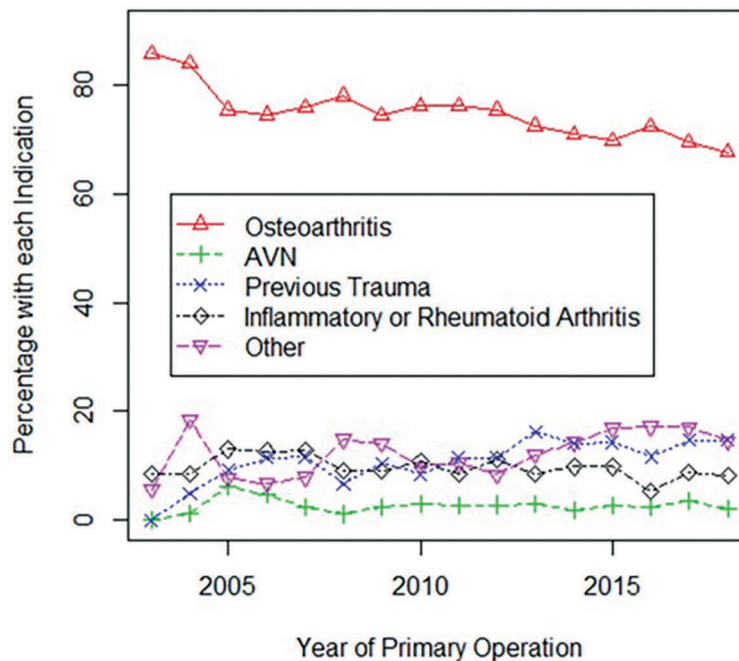 Percentage with each Indication
80
60
40
20
0
Osteoarthritis
AVN
Previous Trauma
Inflammatory or Rheumatoid Arthritis
Other
2005 2010 2015
Year of Primary Operation